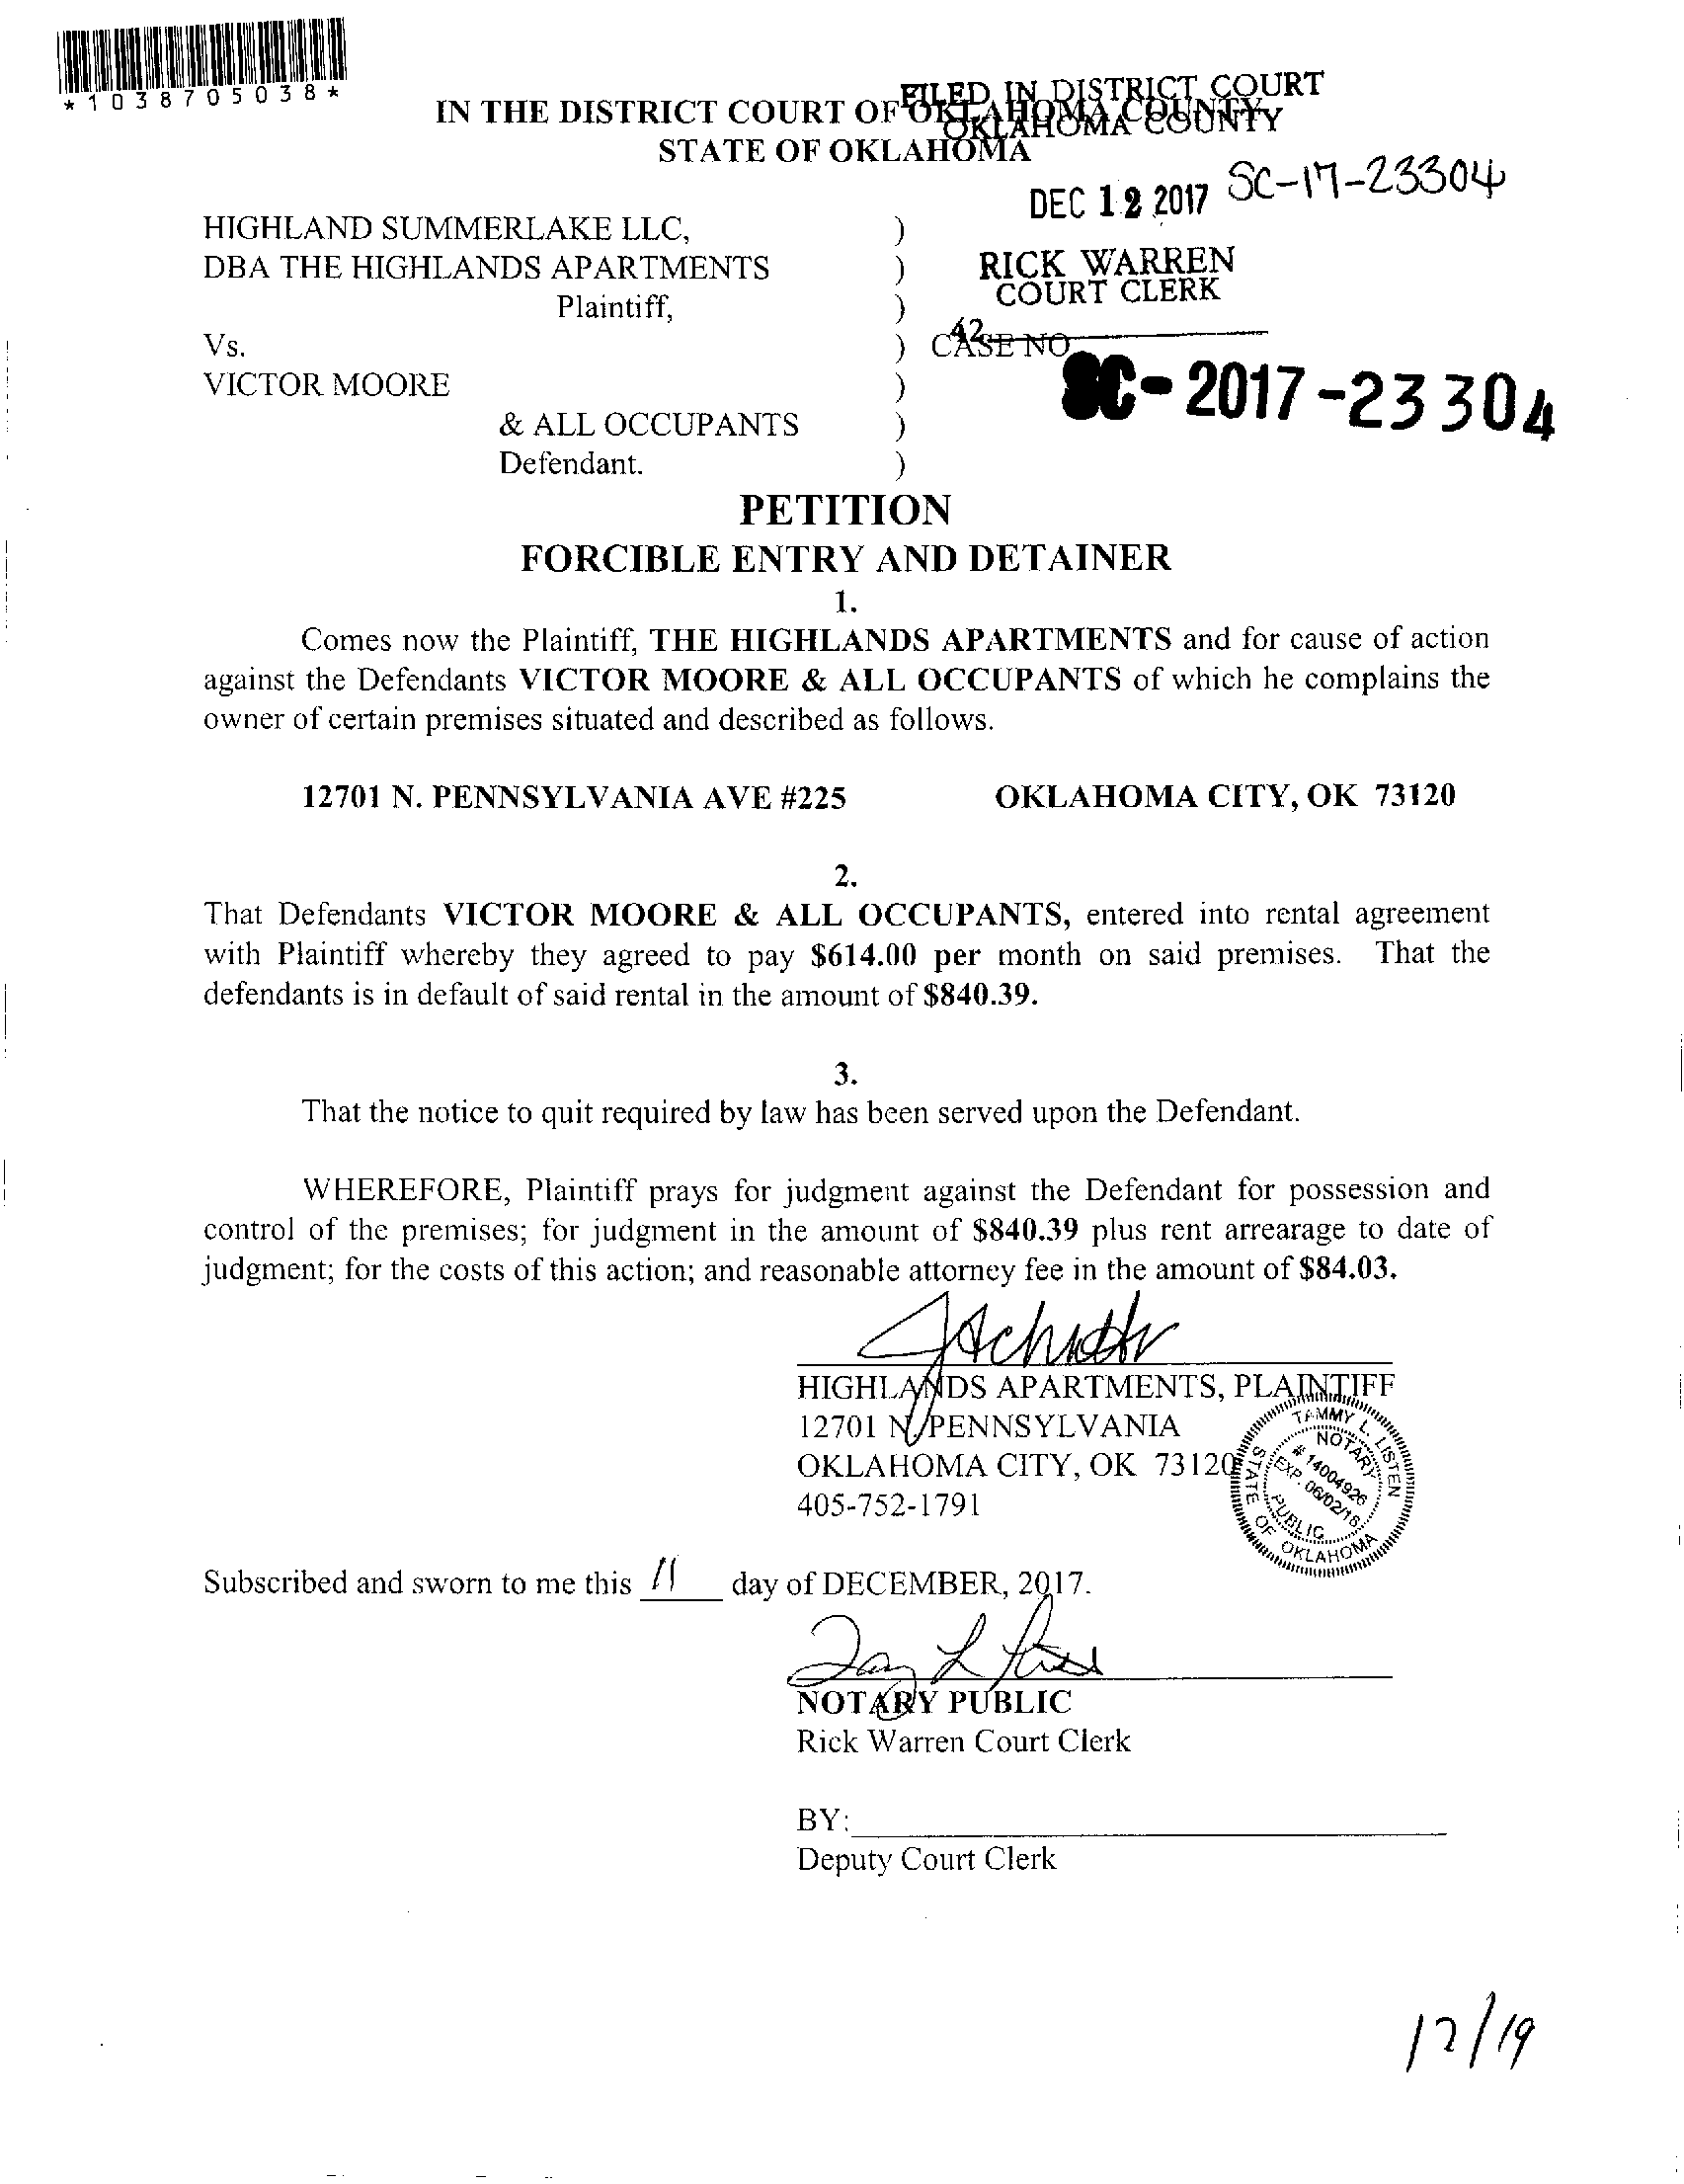 *1038705038*
IN THE DISTRICT COURT OF OKLAHOMA COUNTY
FILED IN DISTRICT COURT
OKLAHOMA COUNTY
STATE OF OKLAHOMA
DEC 12 2017 SC-17-23304
HIGHLAND SUMMERLAKE LLC, )
DBA THE HIGHLANDS APARTMENTS ) RICK WARREN
COURT CLERK
Plaintiff, )
42
Vs. ) CASE NO
VICTOR MOORE ) SC-2017-23304
& ALL OCCUPANTS )
Defendant. )
PETITION
FORCIBLE ENTRY AND DETAINER
1.
Comes now the Plaintiff, THE HIGHLANDS APARTMENTS and for cause of action
against the Defendants VICTOR MOORE & ALL OCCUPANTS of which he complains the
owner of certain premises situated and described as follows.
12701 N. PENNSYLVANIA AVE #225 OKLAHOMA CITY, OK 73120
2.
That Defendants VICTOR MOORE & ALL OCCUPANTS, entered into rental agreement
with Plaintiff whereby they agreed to pay $614.00 per month on said premises. That the
defendants is in default of said rental in the amount of $840.39.
3.
That the notice to quit required by law has been served upon the Defendant.
WHEREFORE, Plaintiff prays for judgment against the Defendant for possession and
control of the premises; for judgment in the amount of $840.39 plus rent arrearage to date of
judgment; for the costs of this action; and reasonable attorney fee in the amount of $84.03.
HIGHLANDS APARTMENTS, PLAINTIFF
12701 N. PENNSYLVANIA
OKLAHOMA CITY, OK 73120
405-752-1791
TAMMY L. LISTEN
NOTARY
# 14004926
EXP. 06/02/18
PUBLIC
STATE OF OKLAHOMA
Subscribed and sworn to me this 11 day of DECEMBER, 2017.
NOTARY PUBLIC
Rick Warren Court Clerk
BY:
Deputy Court Clerk
12/19